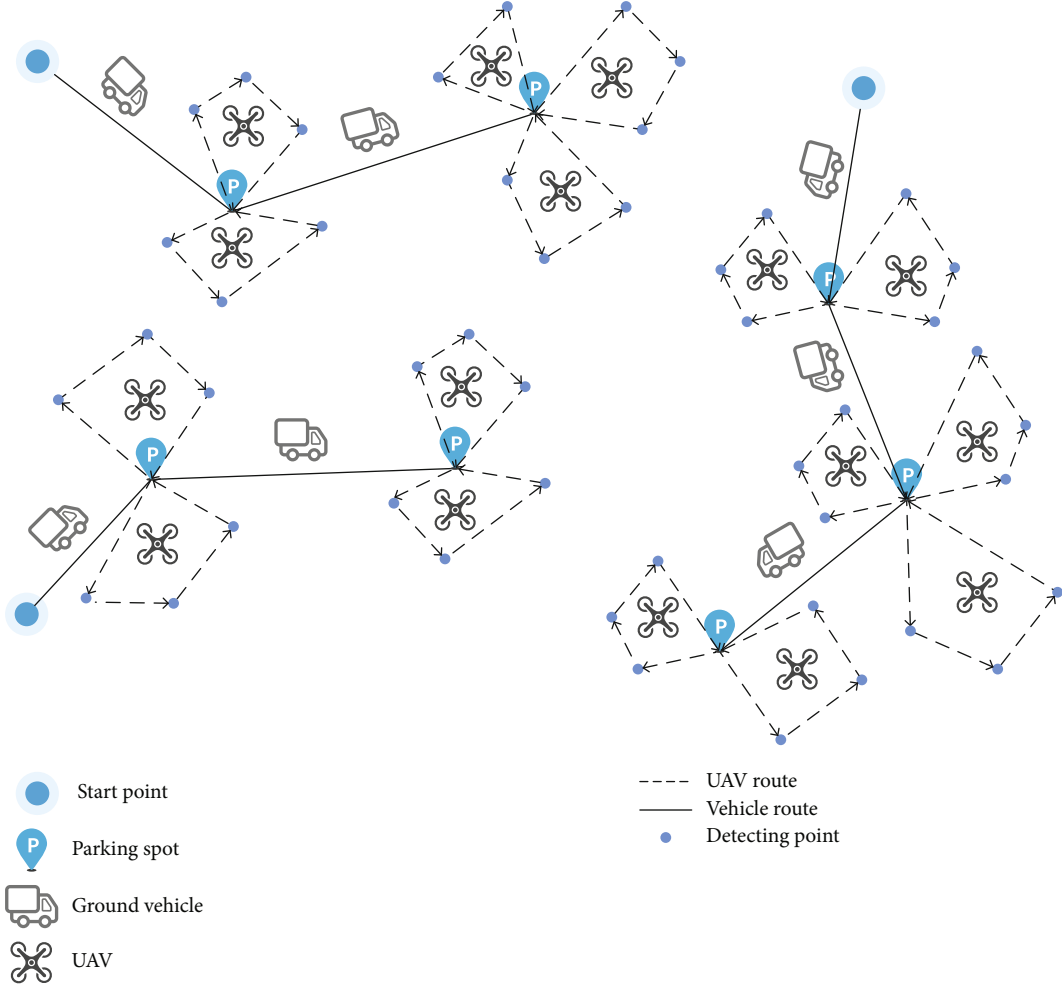 P
P
P
P
P
P
P
Start point
P
Parking spot
Ground vehicle
UAV
UAV route
Vehicle route
Detecting point